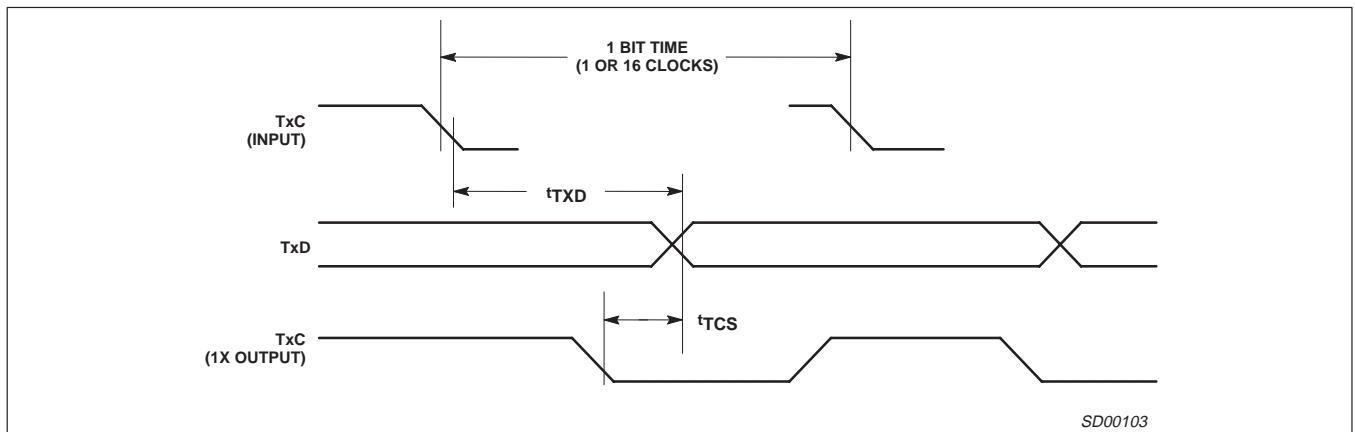 1 BIT TIME
(1 OR 16 CLOCKS)
TxC
(INPUT)
tTXD
TxD
tTCS
TxC
(1X OUTPUT)
SD00103